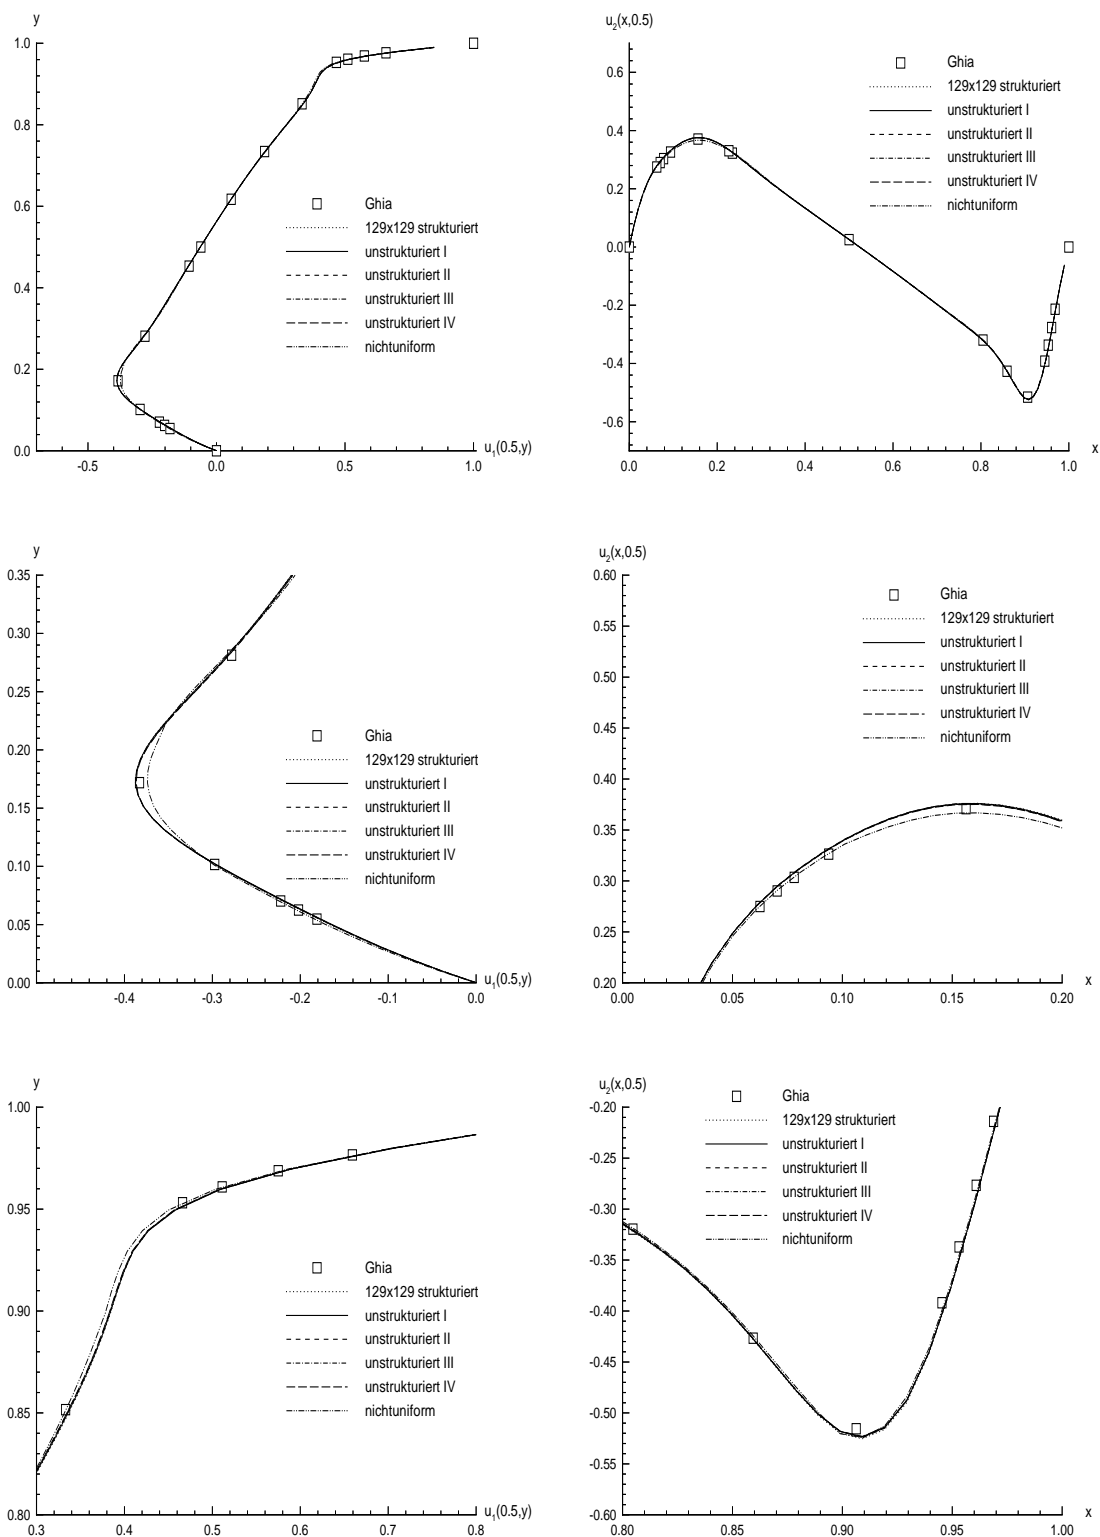 y
1.0
0.8
0.6
0.4
0.2
0.0
-0.5
0.0
0.5
1.0
u₁(0.5,y)
Ghia
129x129 strukturiert
unstrukturiert I
unstrukturiert II
unstrukturiert III
unstrukturiert IV
nichtuniform
u₂(x,0.5)
0.6
0.4
0.2
0.0
-0.2
-0.4
-0.6
0.0
0.2
0.4
0.6
0.8
1.0
x
Ghia
129x129 strukturiert
unstrukturiert I
unstrukturiert II
unstrukturiert III
unstrukturiert IV
nichtuniform
y
0.35
0.30
0.25
0.20
0.15
0.10
0.05
0.00
-0.4
-0.3
-0.2
-0.1
0.0
u₁(0.5,y)
Ghia
129x129 strukturiert
unstrukturiert I
unstrukturiert II
unstrukturiert III
unstrukturiert IV
nichtuniform
u₂(x,0.5)
0.60
0.55
0.50
0.45
0.40
0.35
0.30
0.25
0.20
0.00
0.05
0.10
0.15
0.20
x
Ghia
129x129 strukturiert
unstrukturiert I
unstrukturiert II
unstrukturiert III
unstrukturiert IV
nichtuniform
y
1.00
0.95
0.90
0.85
0.80
0.3
0.4
0.5
0.6
0.7
0.8
u₁(0.5,y)
Ghia
129x129 strukturiert
unstrukturiert I
unstrukturiert II
unstrukturiert III
unstrukturiert IV
nichtuniform
u₂(x,0.5)
-0.20
-0.25
-0.30
-0.35
-0.40
-0.45
-0.50
-0.55
-0.60
0.80
0.85
0.90
0.95
1.00
x
Ghia
129x129 strukturiert
unstrukturiert I
unstrukturiert II
unstrukturiert III
unstrukturiert IV
nichtuniform